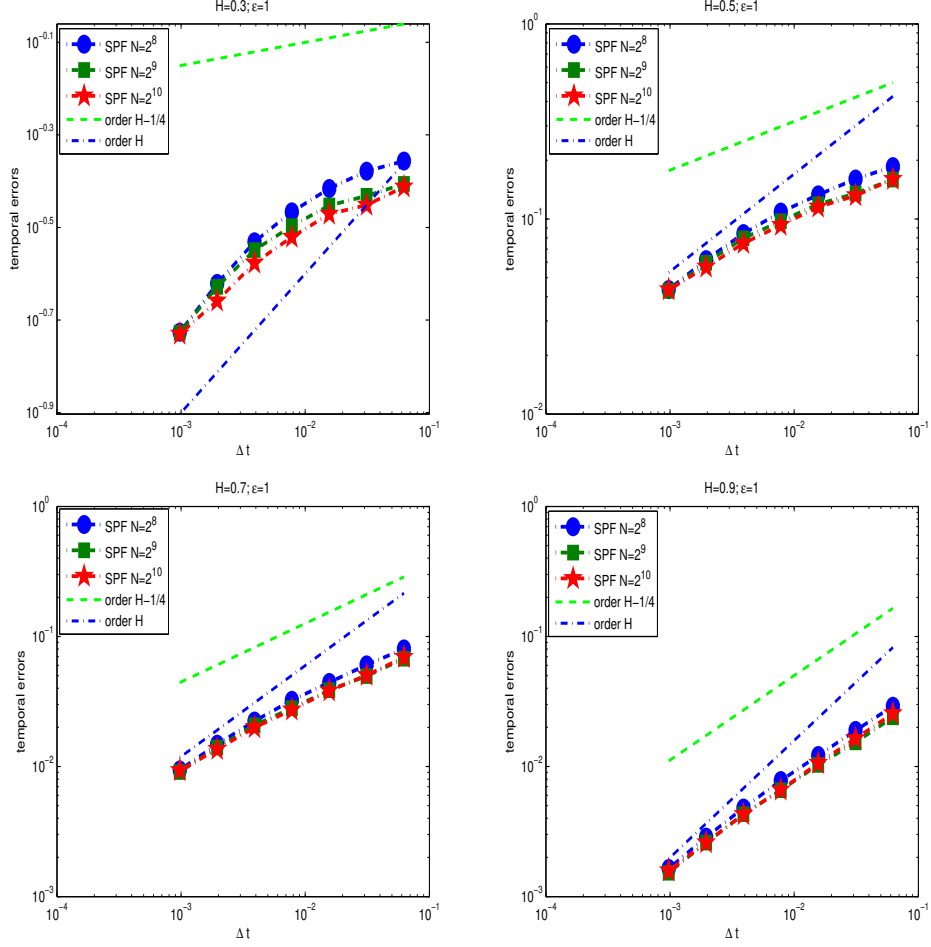 H=0.3; ε=1
10^-0.1
10^-0.3
10^-0.5
10^-0.7
10^-0.9
temporal errors
SPF N=2^8
SPF N=2^9
SPF N=2^10
order H−1/4
order H
10^-4
10^-3
10^-2
10^-1
Δ t
H=0.5; ε=1
10^0
10^-1
10^-2
temporal errors
SPF N=2^8
SPF N=2^9
SPF N=2^10
order H−1/4
order H
10^-4
10^-3
10^-2
10^-1
Δ t
H=0.7; ε=1
10^0
10^-1
10^-2
10^-3
temporal errors
SPF N=2^8
SPF N=2^9
SPF N=2^10
order H−1/4
order H
10^-4
10^-3
10^-2
10^-1
Δ t
H=0.9; ε=1
10^0
10^-1
10^-2
10^-3
temporal errors
SPF N=2^8
SPF N=2^9
SPF N=2^10
order H−1/4
order H
10^-4
10^-3
10^-2
10^-1
Δ t